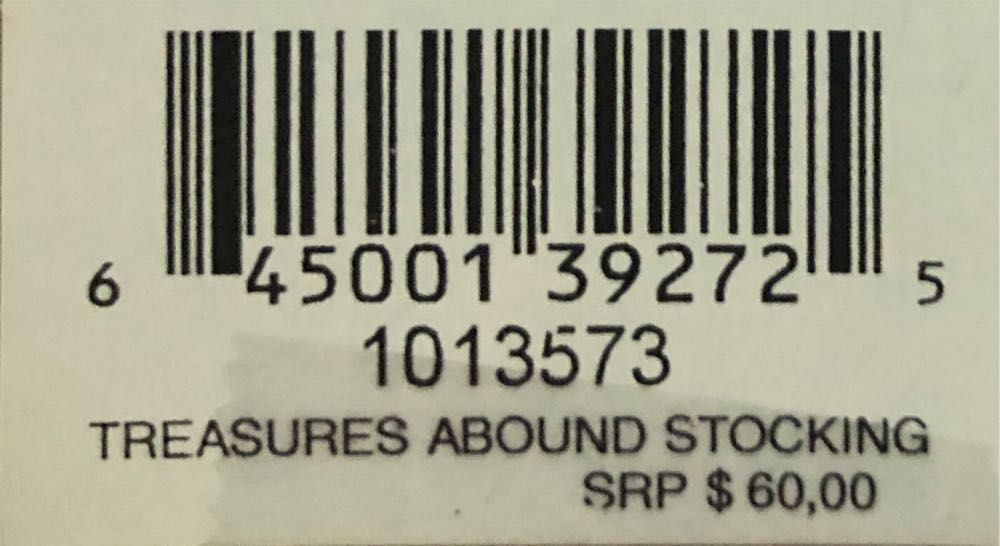 6 45001 39272 5
1013573
TREASURES ABOUND STOCKING
SRP $ 60,00